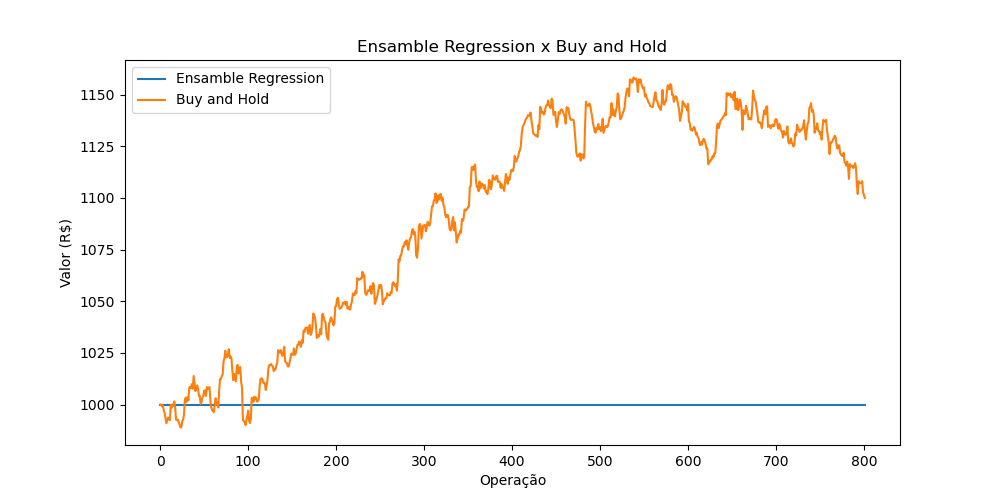 Ensamble Regression x Buy and Hold
Ensamble Regression
Buy and Hold
Valor (R$)
1150
1125
1100
1075
1050
1025
1000
0 100 200 300 400 500 600 700 800
Operação